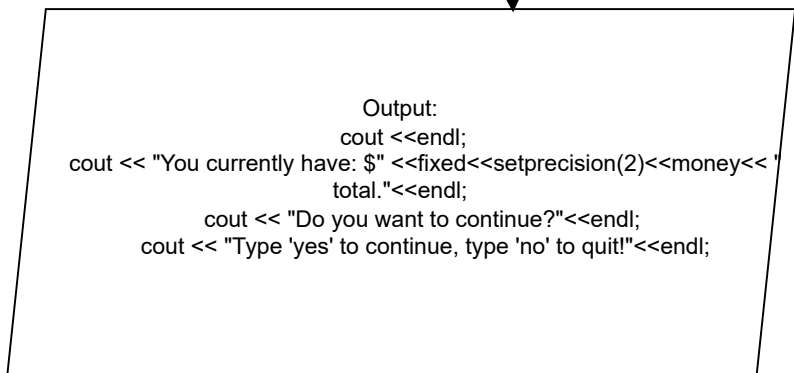 Output:
cout <<endl;
cout << "You currently have: $" <<fixed<<setprecision(2)<<money<< "
total."<<endl;
cout << "Do you want to continue?"<<endl;
cout << "Type 'yes' to continue, type 'no' to quit!"<<endl;